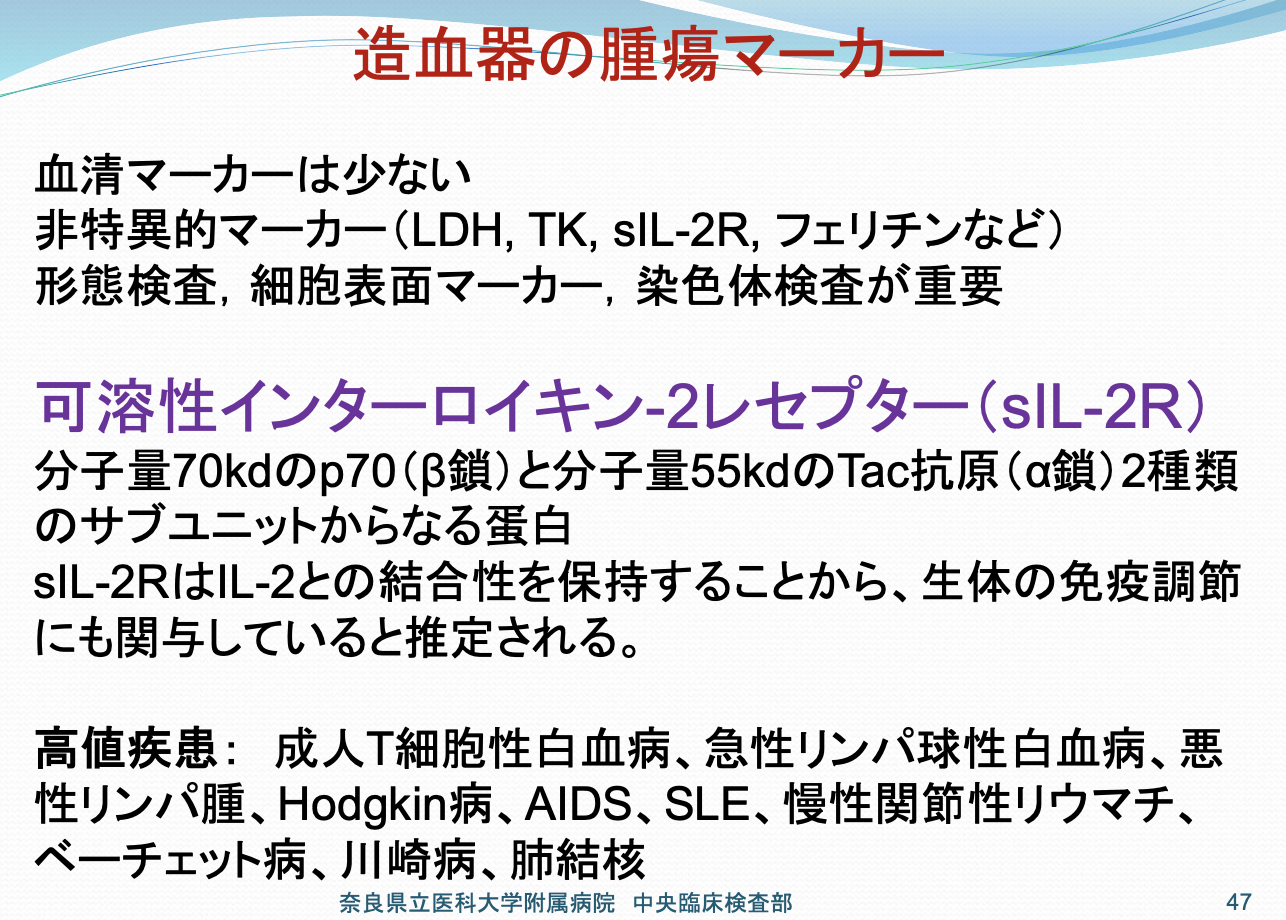 造血器の腫瘍マーカー
血清マーカーは少ない
非特異的マーカー（LDH, TK, sIL-2R, フェリチンなど）
形態検査，細胞表面マーカー，染色体検査が重要
可溶性インターロイキン-2レセプター（sIL-2R）
分子量70kdのp70（β鎖）と分子量55kdのTac抗原（α鎖）2種類
のサブユニットからなる蛋白
sIL-2RはIL-2との結合性を保持することから、生体の免疫調節
にも関与していると推定される。
高値疾患：　成人T細胞性白血病、急性リンパ球性白血病、悪
性リンパ腫、Hodgkin病、AIDS、SLE、慢性関節性リウマチ、
ベーチェット病、川崎病、肺結核
奈良県立医科大学附属病院　中央臨床検査部
47